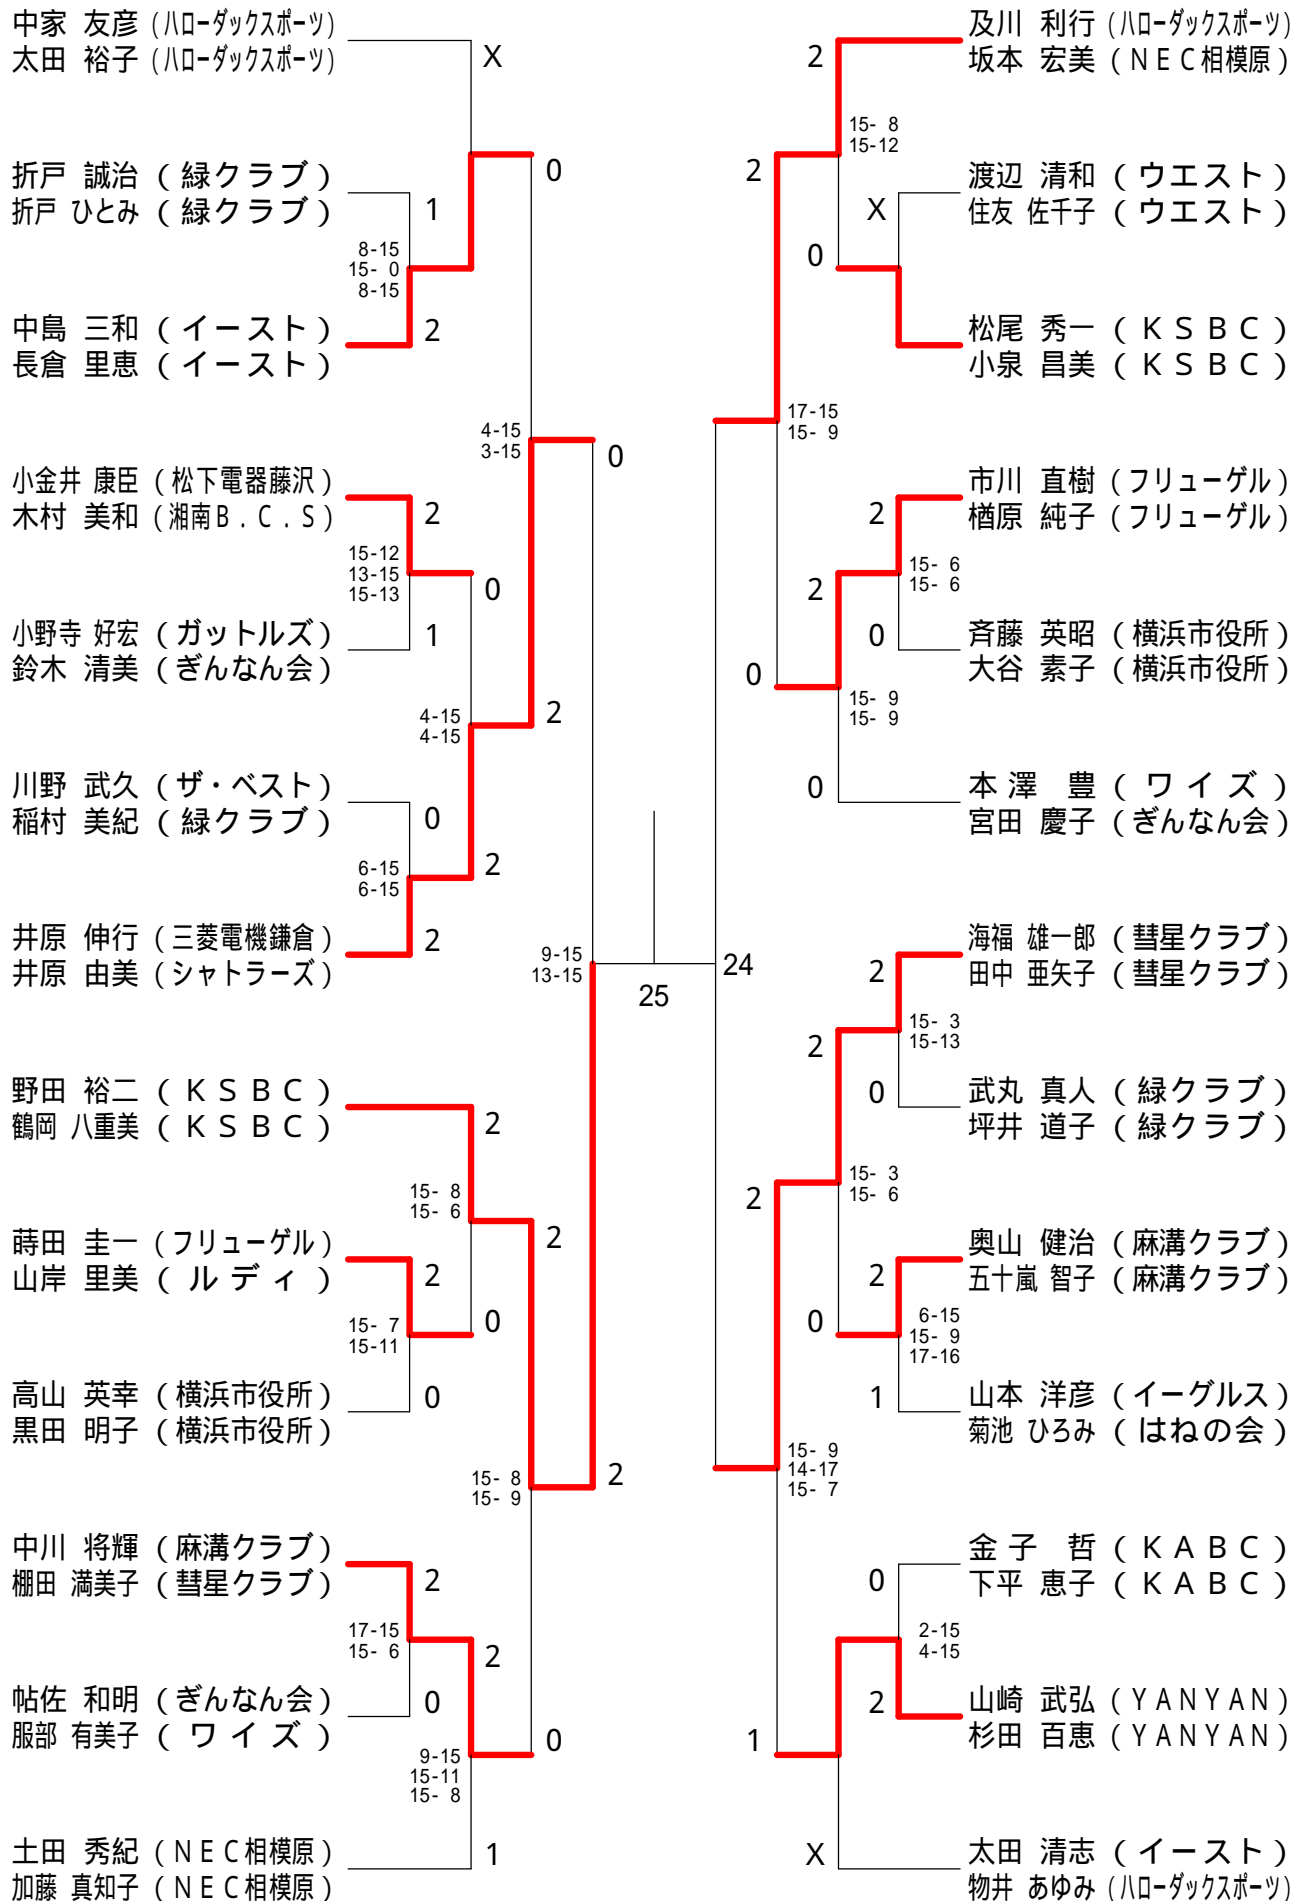 中家 友彦 (ハローダックスポーツ)
太田 裕子 (ハローダックスポーツ)
X
折戸 誠治 ( 緑クラブ )
折戸 ひとみ ( 緑クラブ )
1
0
8-15
15- 0
8-15
中島 三和 ( イースト )
長倉 里恵 ( イースト )
2
4-15
3-15
0
小金井 康臣 ( 松下電器藤沢 )
木村 美和 ( 湘南B．C．S )
2
15-12
13-15
15-13
0
小野寺 好宏 ( ガットルズ )
鈴木 清美 ( ぎんなん会 )
1
4-15
4-15
2
川野 武久 ( ザ・ベスト )
稲村 美紀 ( 緑クラブ )
0
6-15
6-15
2
井原 伸行 ( 三菱電機鎌倉 )
井原 由美 ( シャトラーズ )
2
9-15
13-15
25
24
野田 裕二 ( ＫＳＢＣ )
鶴岡 八重美 ( ＫＳＢＣ )
2
15- 8
15- 6
2
蒔田 圭一 ( フリューゲル )
山岸 里美 ( ルディ )
2
15- 7
15-11
0
高山 英幸 ( 横浜市役所 )
黒田 明子 ( 横浜市役所 )
0
15- 8
15- 9
2
中川 将輝 ( 麻溝クラブ )
棚田 満美子 ( 彗星クラブ )
2
17-15
15- 6
2
帖佐 和明 ( ぎんなん会 )
服部 有美子 ( ワイズ )
0
0
9-15
15-11
15- 8
土田 秀紀 ( ＮＥＣ相模原 )
加藤 真知子 ( ＮＥＣ相模原 )
1
及川 利行 (ハローダックスポーツ)
坂本 宏美 ( ＮＥＣ相模原 )
2
15- 8
15-12
2
渡辺 清和 ( ウエスト )
住友 佐千子 ( ウエスト )
X
0
松尾 秀一 ( ＫＳＢＣ )
小泉 昌美 ( ＫＳＢＣ )
17-15
15- 9
市川 直樹 ( フリューゲル )
楢原 純子 ( フリューゲル )
2
15- 6
15- 6
2
斉藤 英昭 ( 横浜市役所 )
大谷 素子 ( 横浜市役所 )
0
0
15- 9
15- 9
本澤 豊 ( ワイズ )
宮田 慶子 ( ぎんなん会 )
0
海福 雄一郎 ( 彗星クラブ )
田中 亜矢子 ( 彗星クラブ )
2
15- 3
15-13
2
武丸 真人 ( 緑クラブ )
坪井 道子 ( 緑クラブ )
0
15- 3
15- 6
2
奥山 健治 ( 麻溝クラブ )
五十嵐 智子 ( 麻溝クラブ )
2
6-15
15- 9
17-16
0
山本 洋彦 ( イーグルス )
菊池 ひろみ ( はねの会 )
1
15- 9
14-17
15- 7
金子 哲 ( ＫＡＢＣ )
下平 恵子 ( ＫＡＢＣ )
0
2-15
4-15
山崎 武弘 ( ＹＡＮＹＡＮ )
杉田 百恵 ( ＹＡＮＹＡＮ )
2
1
太田 清志 ( イースト )
物井 あゆみ (ハローダックスポーツ)
X